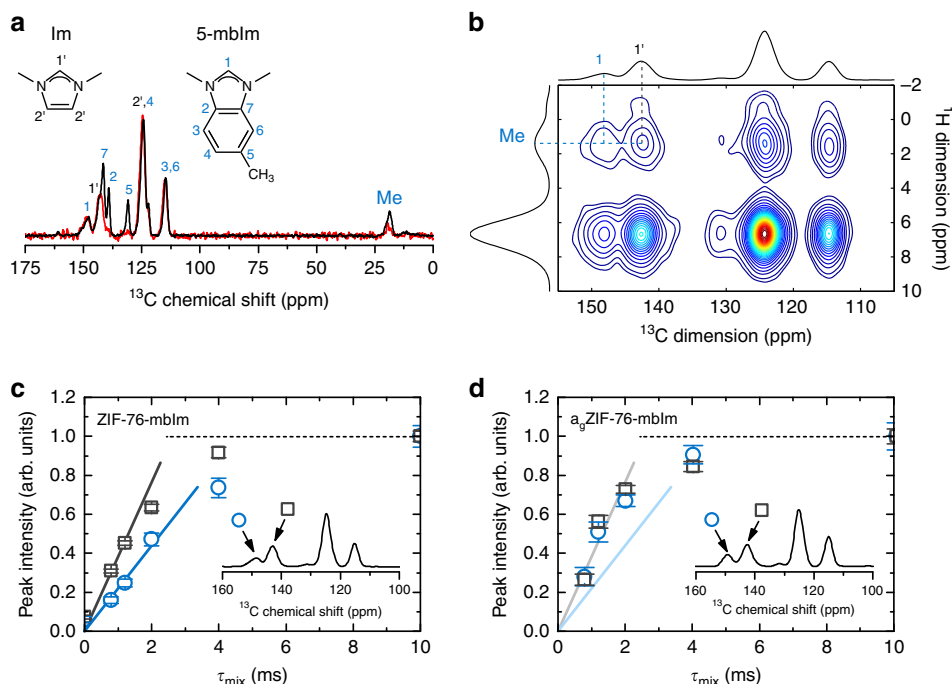 a
Im
5-mbIm
1'
N
N
2'
2'
1
N
N
2
7
3
6
4
5
CH3
2',4
7
1'
2
1
5
3,6
Me
175 150 125 100 75 50 25 0
13C chemical shift (ppm)
b
1
1'
Me
−2
0
2
4
6
8
10
1H dimension (ppm)
150 140 130 120 110
13C dimension (ppm)
c
ZIF-76-mbIm
1.2
1.0
0.8
0.6
0.4
0.2
0.0
Peak intensity (arb. units)
160 140 120 100
13C chemical shift (ppm)
0 2 4 6 8 10
τmix (ms)
d
agZIF-76-mbIm
1.2
1.0
0.8
0.6
0.4
0.2
0.0
Peak intensity (arb. units)
160 140 120 100
13C chemical shift (ppm)
0 2 4 6 8 10
τmix (ms)